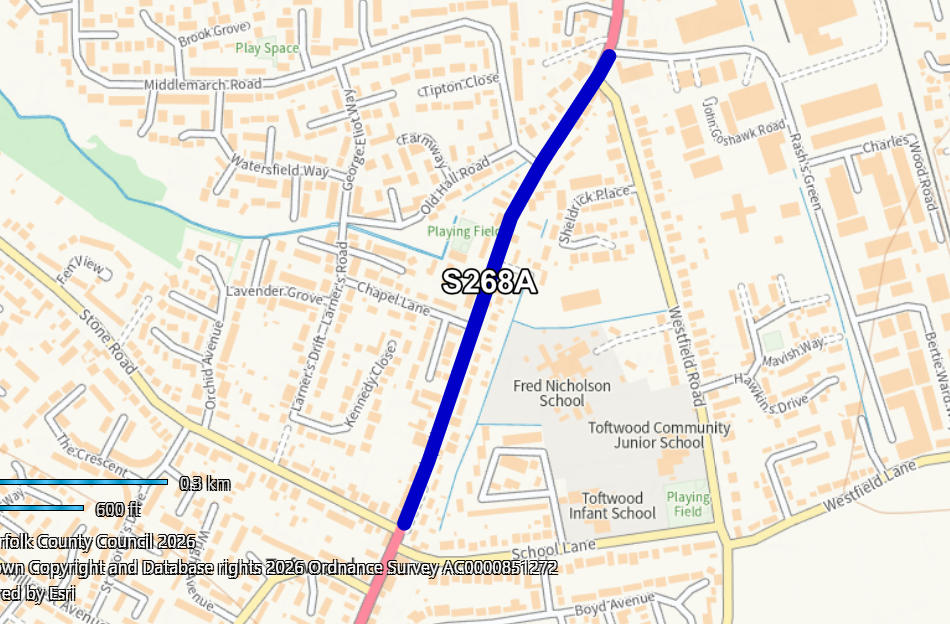 Brook Grove
Play Space
Middlemarch Road
Tipton Close
George Eliot Way
John Goshawk Road
Farmway
Charles Wood Road
Rash's Green
Watersfield Way
Old Hall Road
Sheldrick Place
Playing Field
Fen View
S268A
Lavender Grove
Chapel Lane
Larner's Drift
Larner's Road
Stone Road
Orchid Avenue
Kennedy Close
Westfield Road
Mavish Way
Bertie Ward
Hawkins Drive
Fred Nicholson
School
Toftwood Community
Junior School
The Crescent
0.3 km
600 ft
Toftwood
Infant School
Playing
Field
Westfield Lane
School Lane
rfolk County Council 2026
wn Copyright and Database rights 2026 Ordnance Survey AC0000851272
red by Esri
Avenue
Boyd Avenue